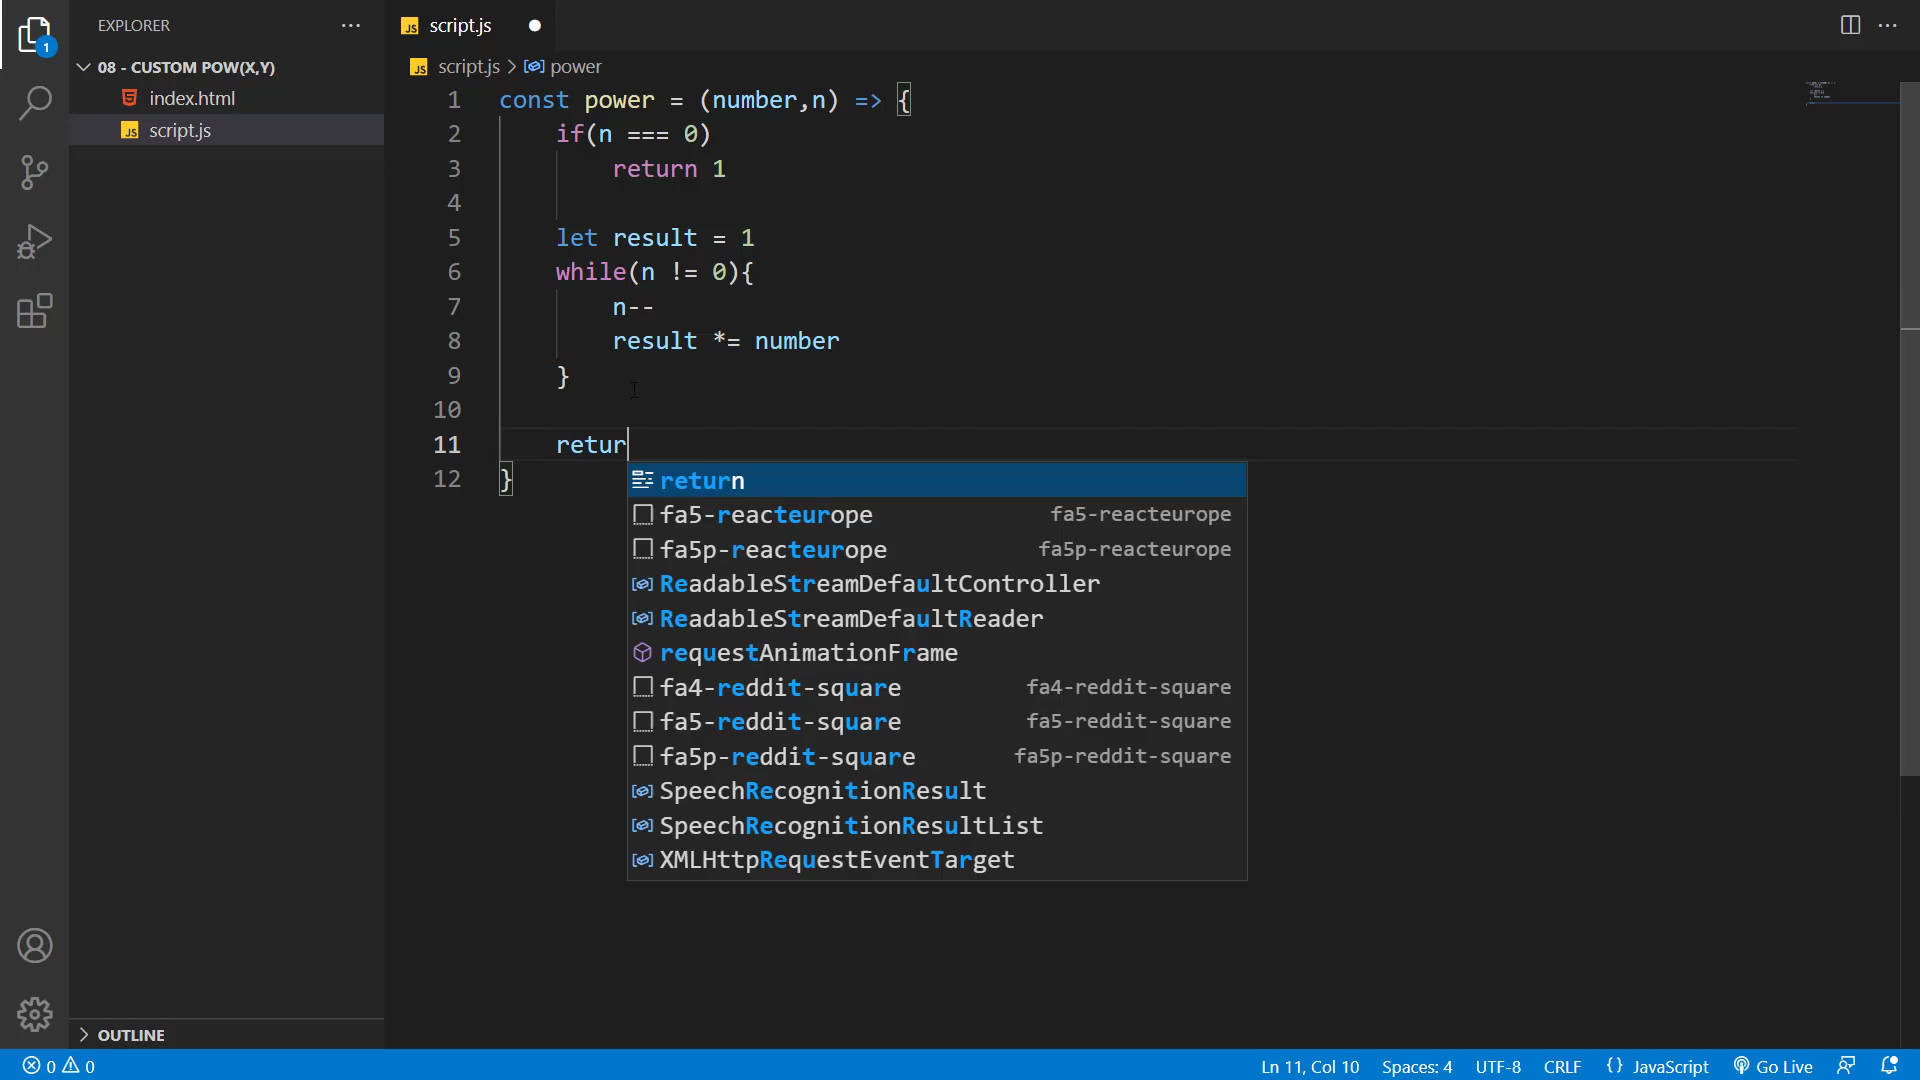 EXPLORER
08 - CUSTOM POW(X,Y)
index.html
script.js
OUTLINE
1
script.js
script.js > power
1 const power = (number,n) => {
2 if(n === 0)
3 return 1
4
5 let result = 1
6 while(n != 0){
7 n--
8 result *= number
9 }
10
11 retur
12 }
return
fa5-reacteurope fa5-reacteurope
fa5p-reacteurope fa5p-reacteurope
ReadableStreamDefaultController
ReadableStreamDefaultReader
requestAnimationFrame
fa4-reddit-square fa4-reddit-square
fa5-reddit-square fa5-reddit-square
fa5p-reddit-square fa5p-reddit-square
SpeechRecognitionResult
SpeechRecognitionResultList
XMLHttpRequestEventTarget
0 0 Ln 11, Col 10 Spaces: 4 UTF-8 CRLF {} JavaScript Go Live